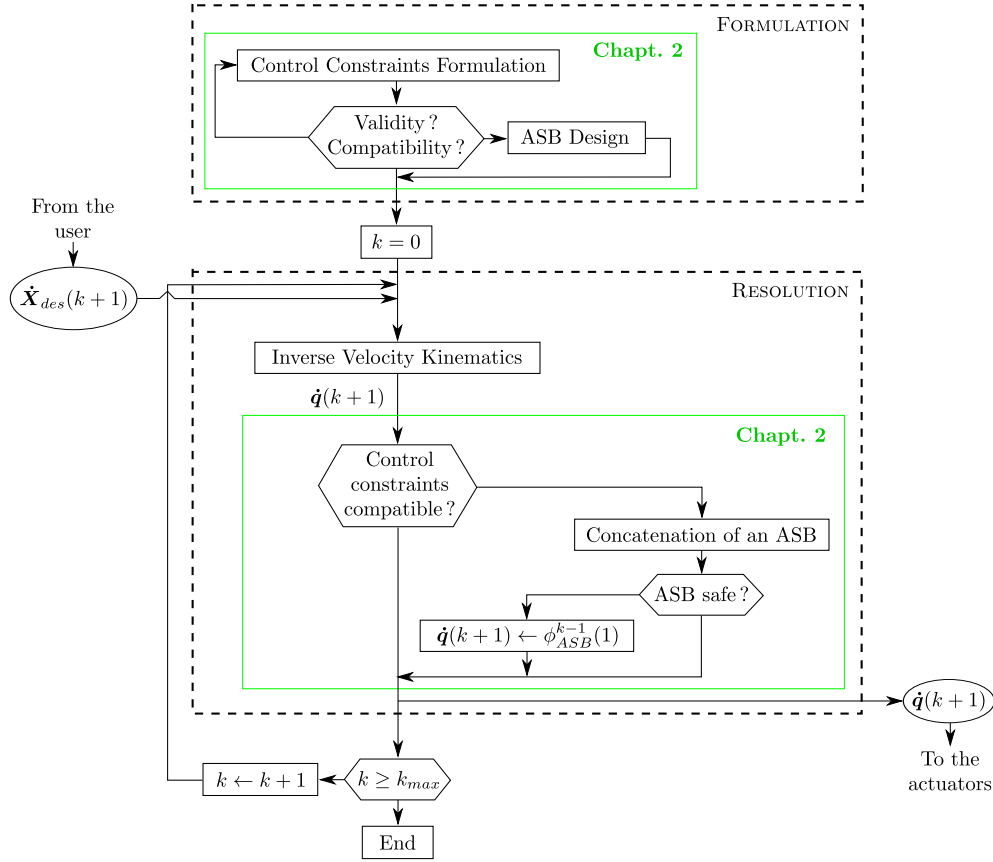 FORMULATION
Chapt. 2
Control Constraints Formulation
Validity ?
Compatibility ?
ASB Design
From the
user
k = 0
Ẋ_des(k+1)
RESOLUTION
Inverse Velocity Kinematics
q̇(k + 1)
Chapt. 2
Control
constraints
compatible ?
Concatenation of an ASB
ASB safe ?
q̇(k + 1) ← ϕ_{ASB}^{k−1}(1)
q̇(k + 1)
To the
actuators
k ← k + 1
k ≥ k_max
End